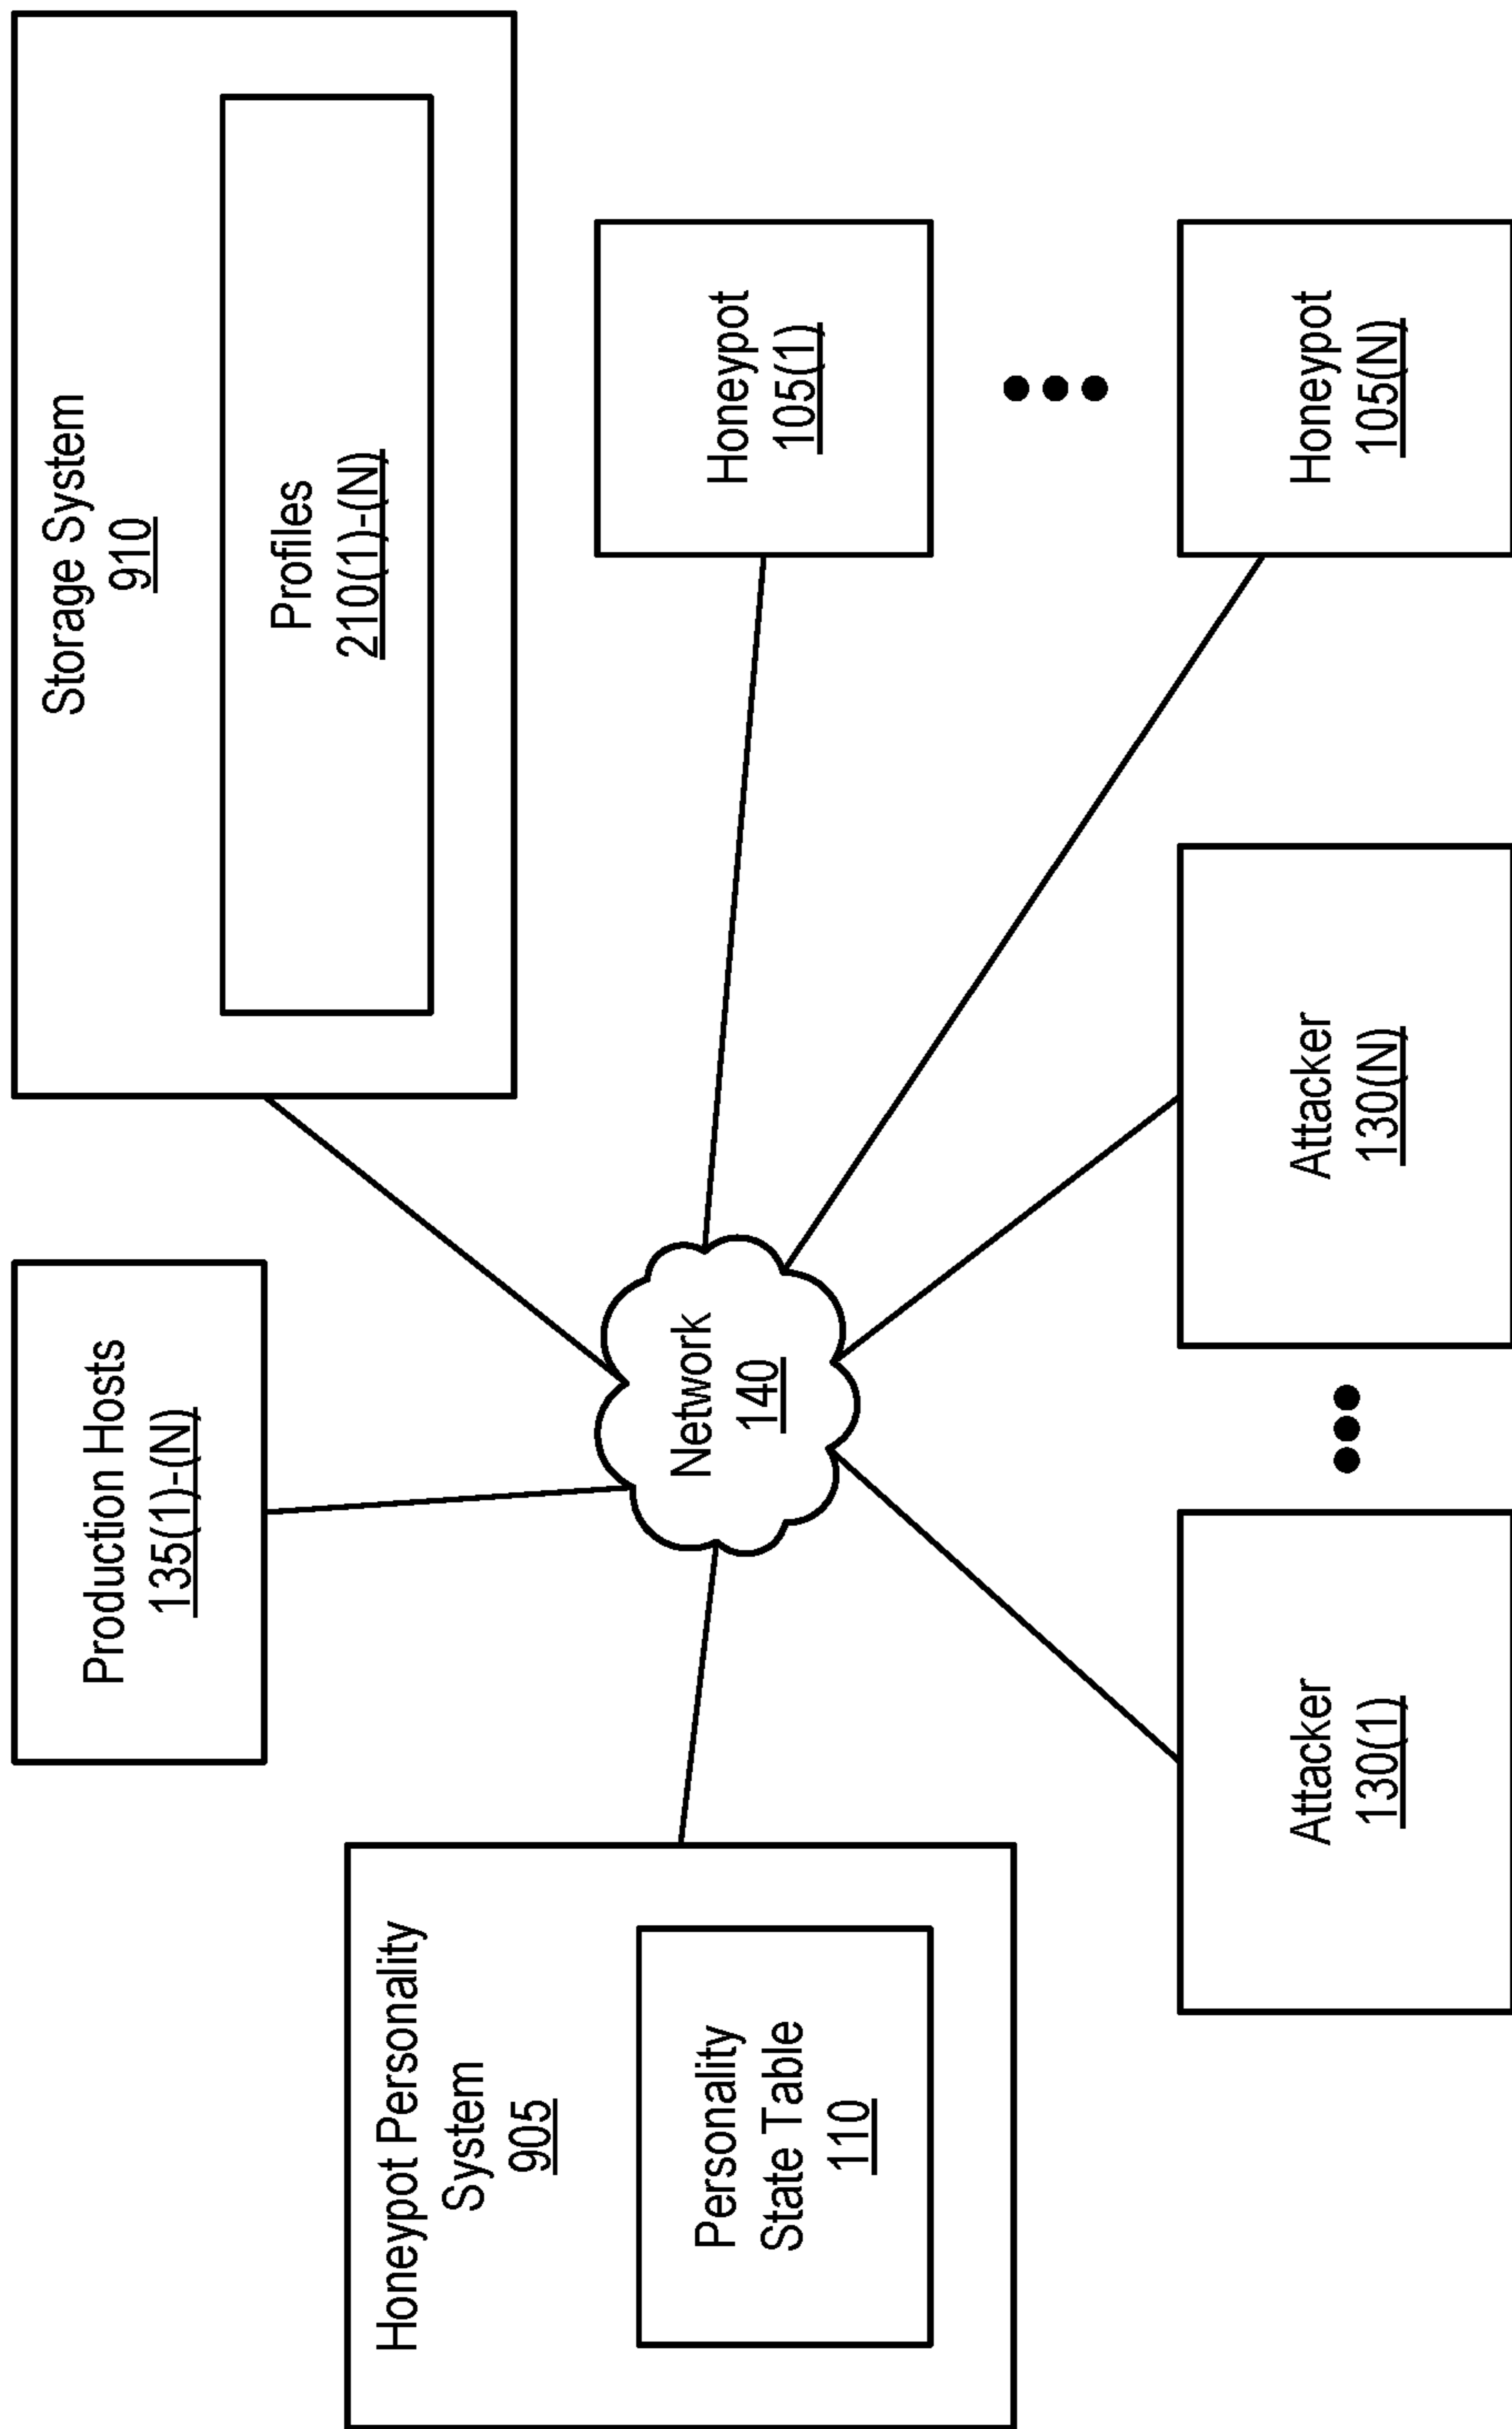 Production Hosts
135(1)-(N)
Storage System
910
Profiles
210(1)-(N)
Honeypot Personality
System
905
Personality
State Table
110
Network
140
Honeypot
105(1)
Honeypot
105(N)
Attacker
130(1)
Attacker
130(N)